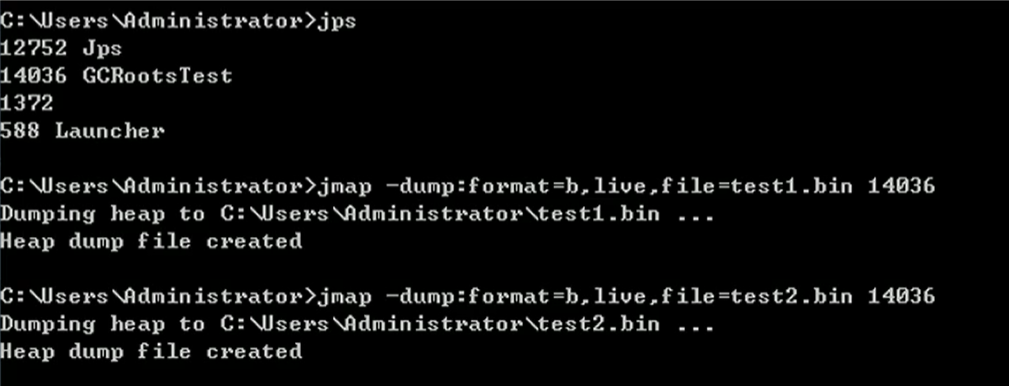 C:\Users\Administrator>jps
12752 Jps
14036 GCRootsTest
1372
588 Launcher
C:\Users\Administrator>jmap -dump:format=b,live,file=test1.bin 14036
Dumping heap to C:\Users\Administrator\test1.bin ...
Heap dump file created
C:\Users\Administrator>jmap -dump:format=b,live,file=test2.bin 14036
Dumping heap to C:\Users\Administrator\test2.bin ...
Heap dump file created